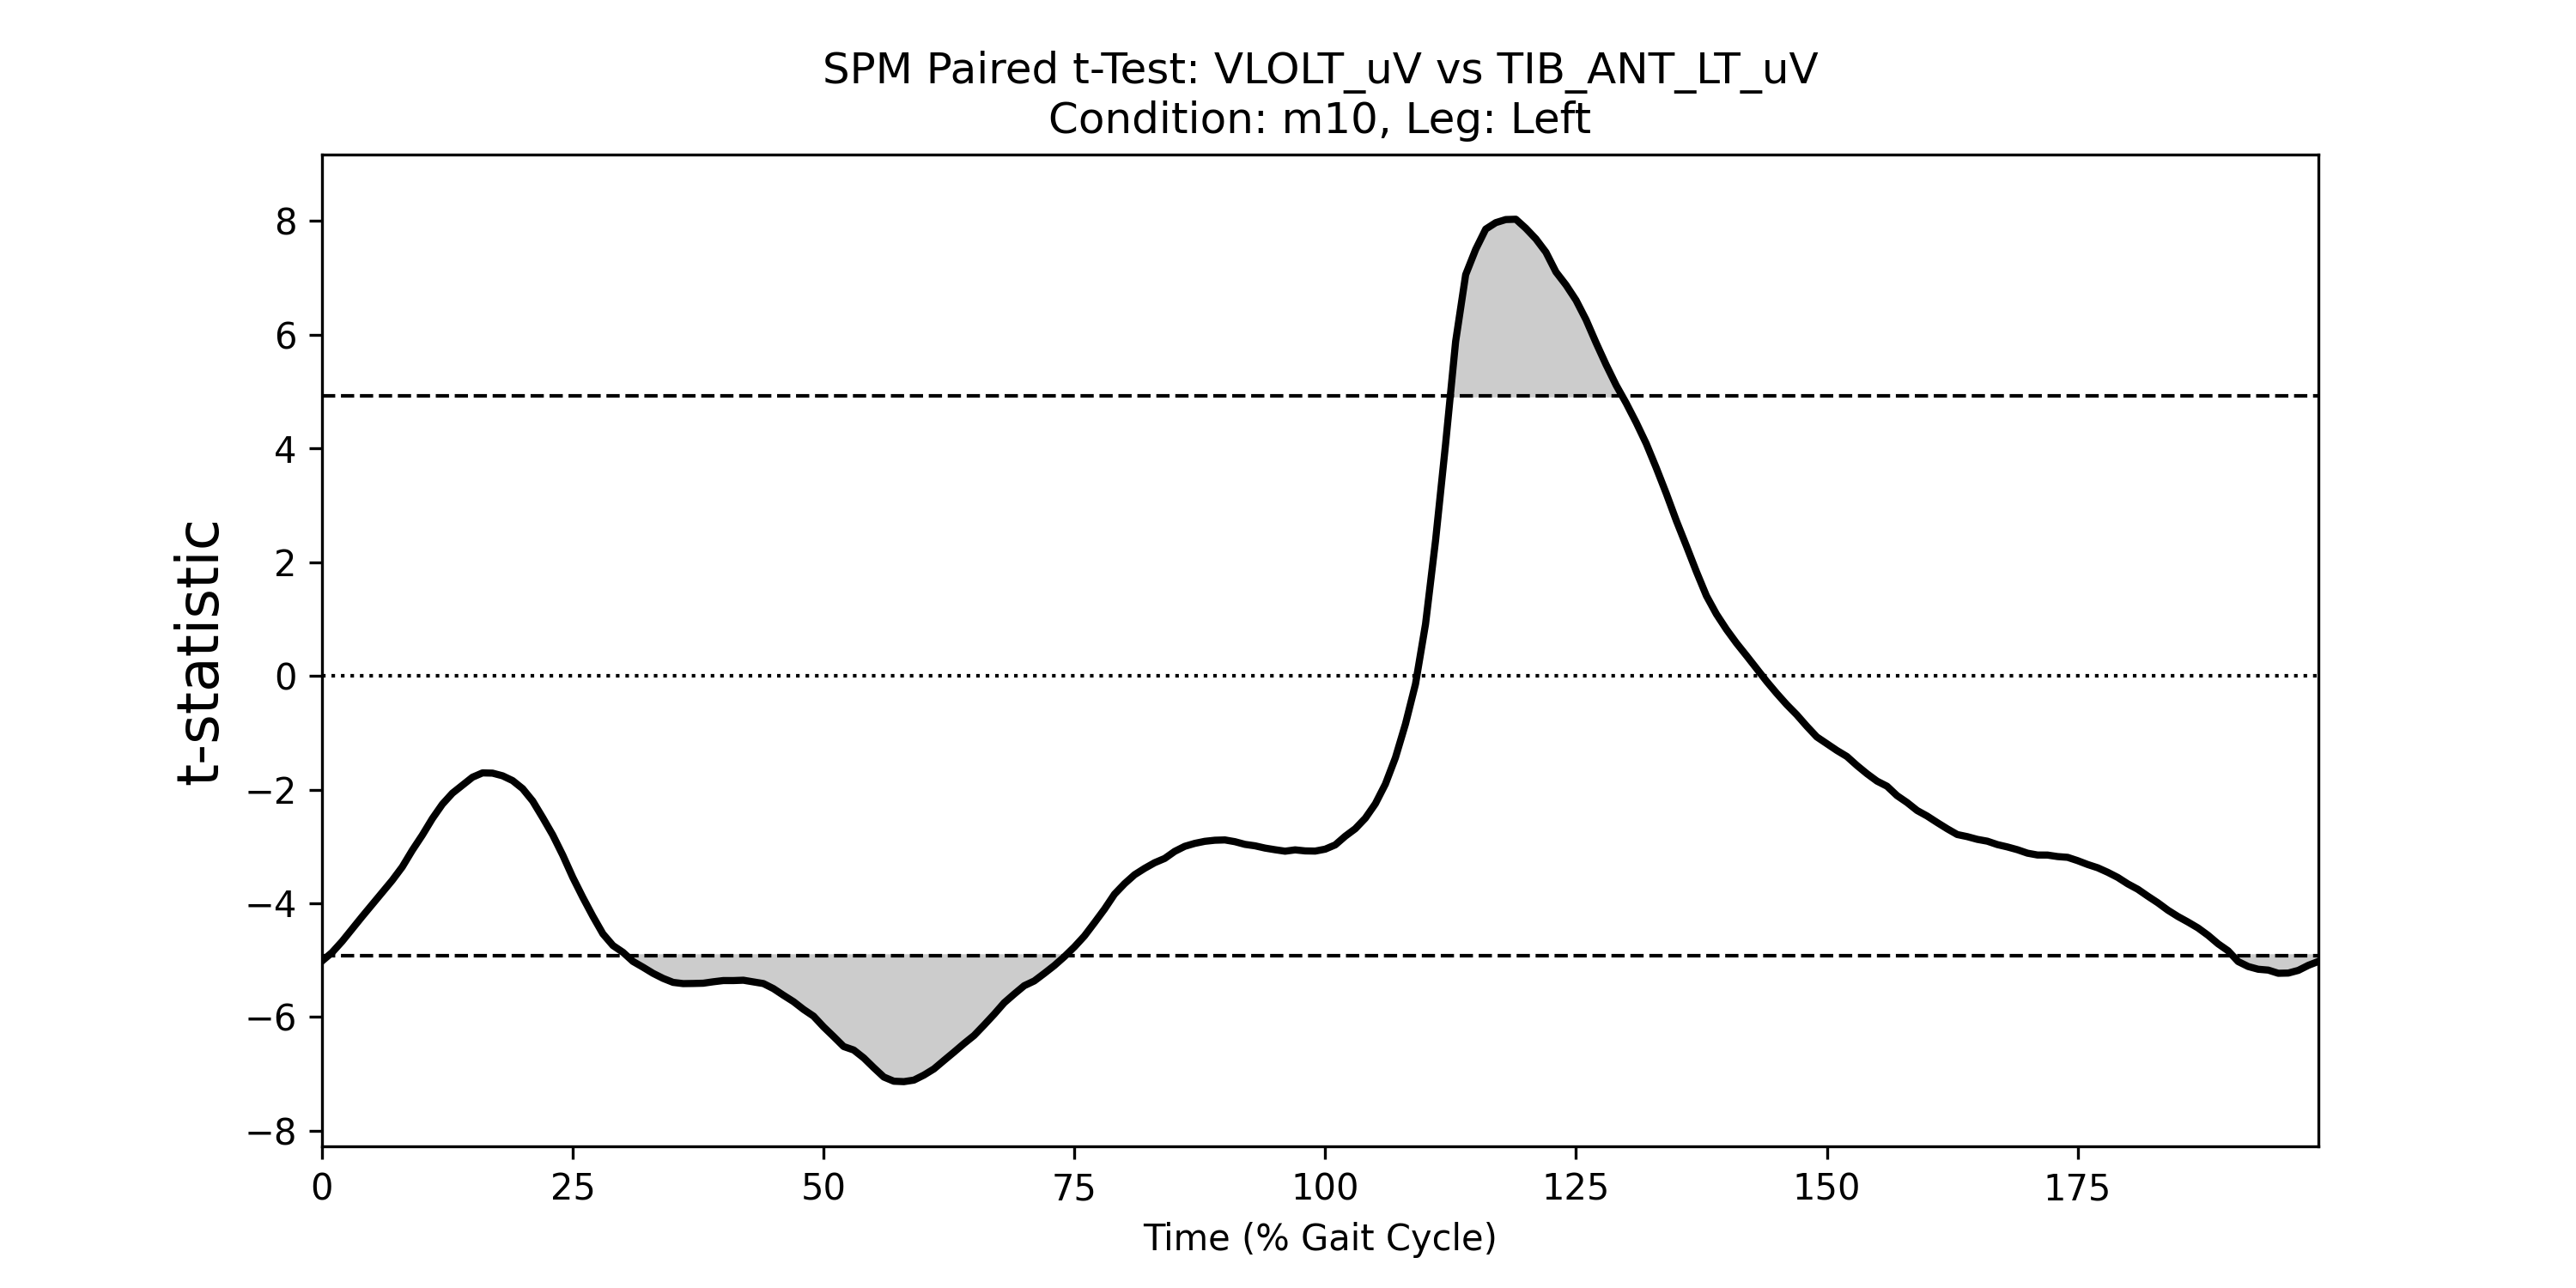 SPM Paired t-Test: VLOLT_uV vs TIB_ANT_LT_uV
Condition: m10, Leg: Left
t-statistic
8
6
4
2
0
−2
−4
−6
−8
0 25 50 75 100 125 150 175
Time (% Gait Cycle)